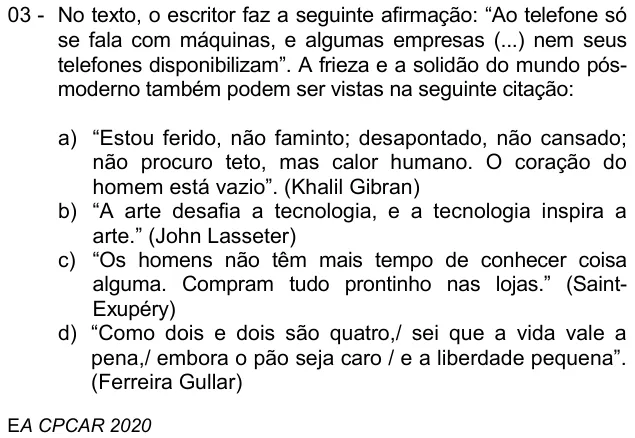 03 - No texto, o escritor faz a seguinte afirmação: “Ao telefone só
se fala com máquinas, e algumas empresas (...) nem seus
telefones disponibilizam”. A frieza e a solidão do mundo pós-
moderno também podem ser vistas na seguinte citação:
a) “Estou ferido, não faminto; desapontado, não cansado;
não procuro teto, mas calor humano. O coração do
homem está vazio”. (Khalil Gibran)
b) “A arte desafia a tecnologia, e a tecnologia inspira a
arte.” (John Lasseter)
c) “Os homens não têm mais tempo de conhecer coisa
alguma. Compram tudo prontinho nas lojas.” (Saint-
Exupéry)
d) “Como dois e dois são quatro,/ sei que a vida vale a
pena,/ embora o pão seja caro / e a liberdade pequena”.
(Ferreira Gullar)
EA CPCAR 2020